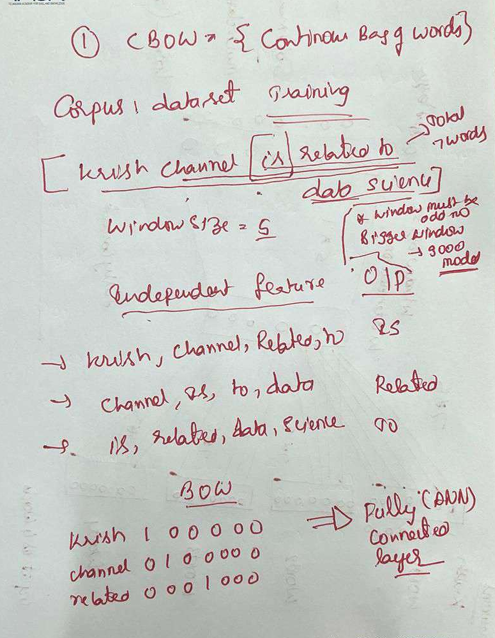 ① CBOW = { Continous Bag of words}
Corpus, dataset Training
[ Krish channel is related to → Total 7 words
data science]
Window size = 5
* Window must be
odd no
Bigger window
→ good
model
Independent feature O/P
→ Krish, channel, Related, to is
→ channel, is, to, data Related
→ is, related, data, science TO
BOW
Krish 1 0 0 0 0 0
channel 0 1 0 0 0 0 0
related 0 0 0 1 0 0 0
⇒ Fully (ANN)
connected
layer